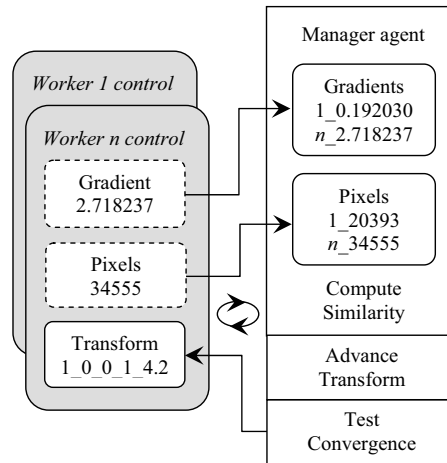 Worker 1 control
Worker n control
Gradient
2.718237
Pixels
34555
Transform
1_0_0_1_4.2
Manager agent
Gradients
1_0.192030
n_2.718237
Pixels
1_20393
n_34555
Compute
Similarity
Advance
Transform
Test
Convergence